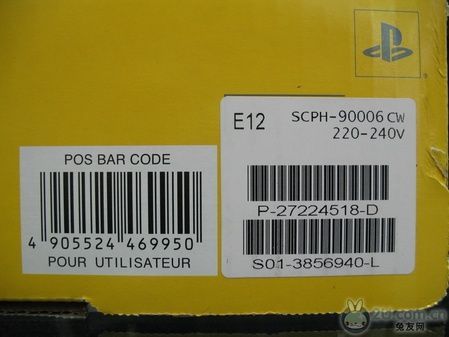 E12
SCPH-90006 CW
220-240V
POS BAR CODE
4 905524 469950
POUR UTILISATEUR
P-27224518-D
S01-3856940-L
2U.com.cn
兔友网